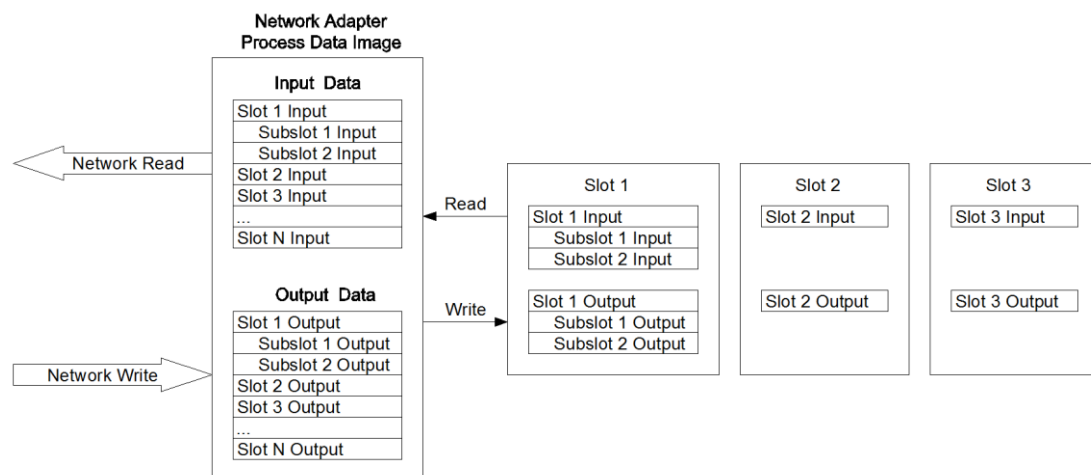 Network Adapter
Process Data Image
Input Data
Slot 1 Input
Subslot 1 Input
Subslot 2 Input
Slot 2 Input
Slot 3 Input
...
Slot N Input
Network Read
Output Data
Slot 1 Output
Subslot 1 Output
Subslot 2 Output
Slot 2 Output
Slot 3 Output
...
Slot N Output
Network Write
Read
Write
Slot 1
Slot 1 Input
Subslot 1 Input
Subslot 2 Input
Slot 1 Output
Subslot 1 Output
Subslot 2 Output
Slot 2
Slot 2 Input
Slot 2 Output
Slot 3
Slot 3 Input
Slot 3 Output